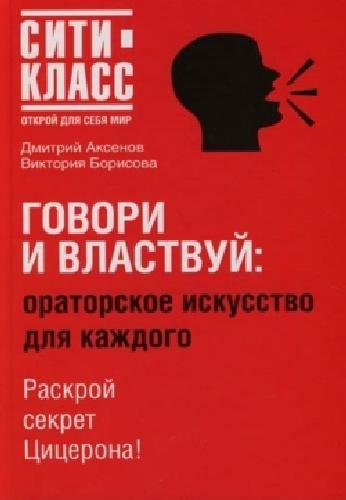 СИТИ-
КЛАСС
ОТКРОЙ ДЛЯ СЕБЯ МИР
Дмитрий Аксенов
Виктория Борисова
ГОВОРИ
И ВЛАСТВУЙ:
ораторское искусство
для каждого
Раскрой
секрет
Цицерона!